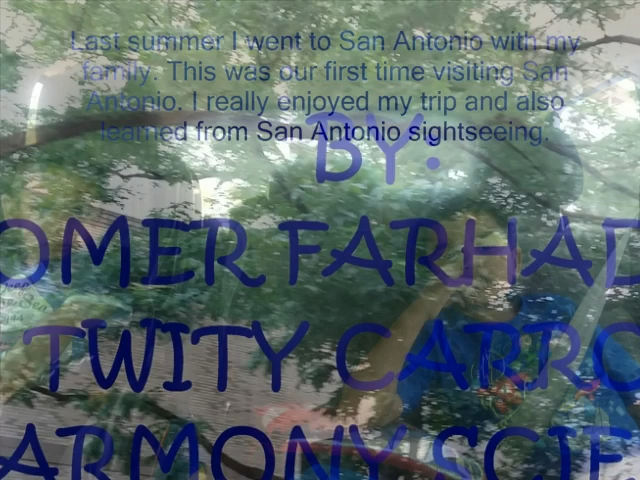 Last summer I went to San Antonio with my
family. This was our first time visiting San
Antonio. I really enjoyed my trip and also
learned from San Antonio sightseeing.
BY:
OMER FARHAD
TWITY CARRO
ARMONY SCIE